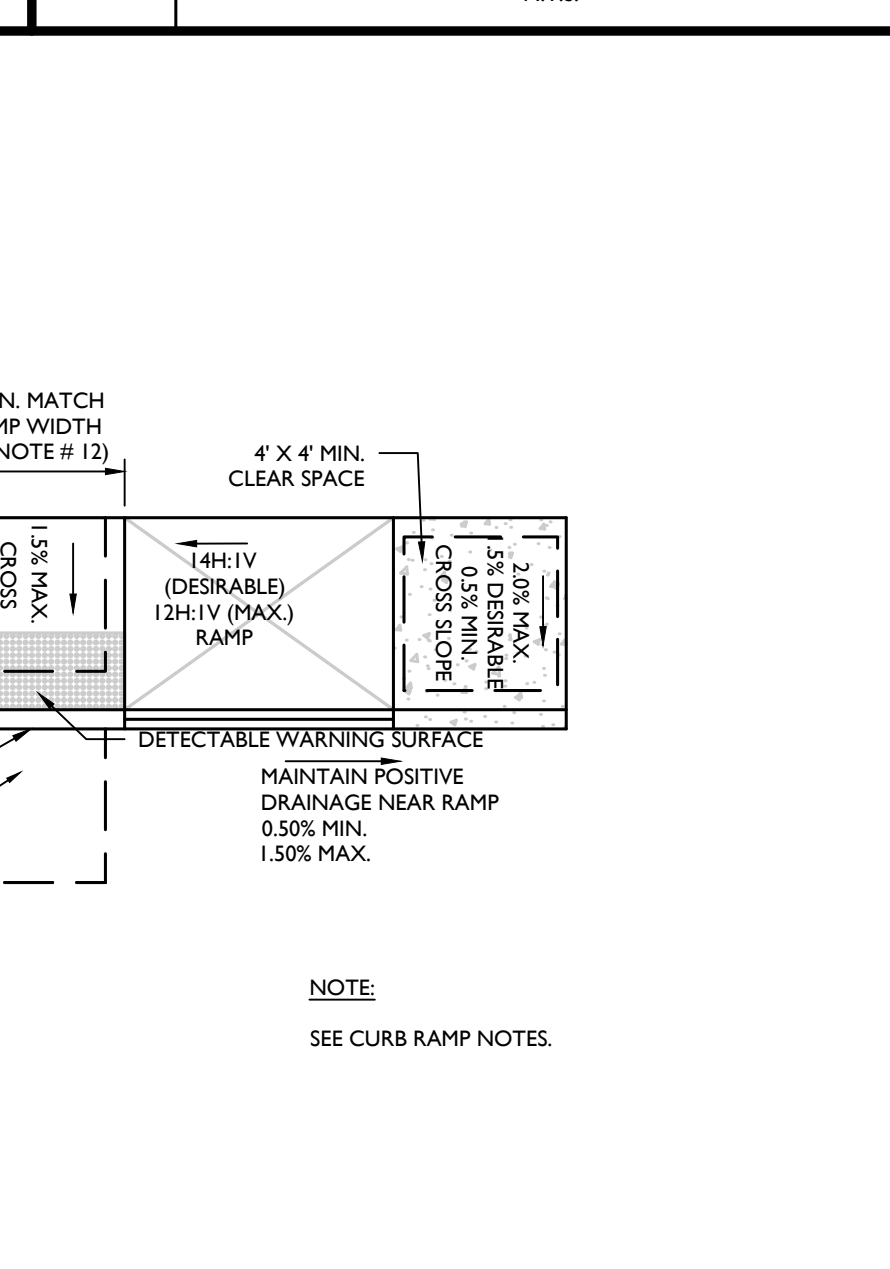 N. MATCH
MP WIDTH
NOTE # 12)
4' X 4' MIN.
CLEAR SPACE
1.5% MAX.
CROSS
14H:1V
(DESIRABLE)
12H:1V (MAX.)
RAMP
2.0% MAX.
.5% DESIRABLE
0.5% MIN.
CROSS SLOPE
DETECTABLE WARNING SURFACE
MAINTAIN POSITIVE
DRAINAGE NEAR RAMP
0.50% MIN.
1.50% MAX.
NOTE:
SEE CURB RAMP NOTES.